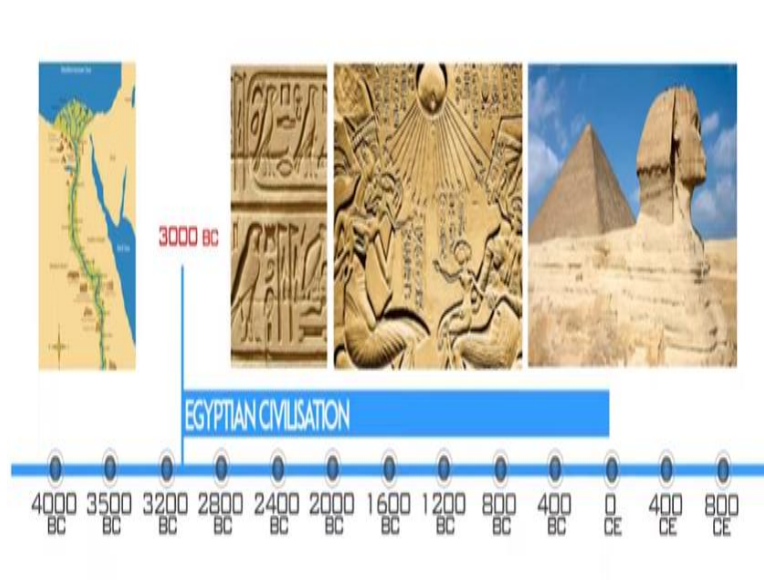 3000 BC
EGYPTIAN CIVILISATION
4000 3500 3200 2800 2400 2000 1600 1200 800 400 0 400 800
BC BC BC BC BC BC BC BC BC BC CE CE CE